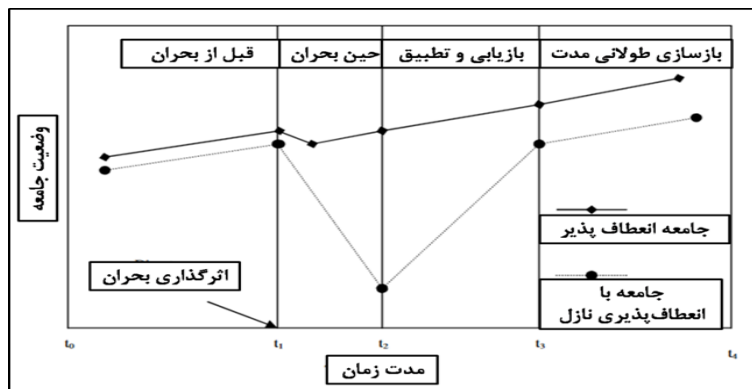 قبل از بحران
حین بحران
بازیابی و تطبیق
بازسازی طولانی مدت
وضعیت جامعه
جامعه انعطاف پذیر
اثرگذاری بحران
جامعه با
انعطاف‌پذیری نازل
t0
t1
t2
t3
t4
مدت زمان